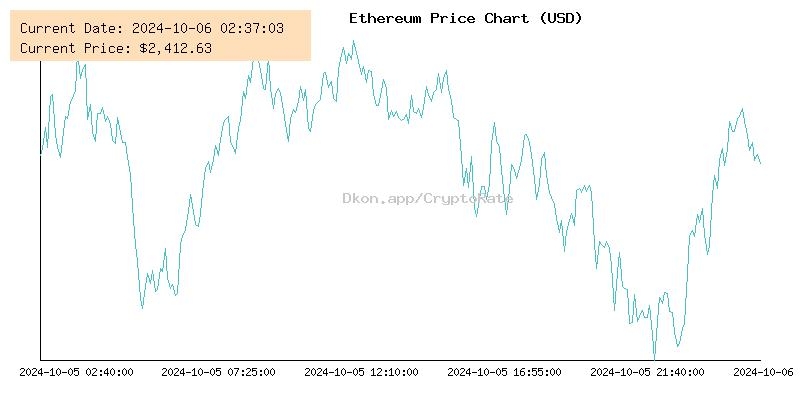 Ethereum Price Chart (USD)
Current Date: 2024-10-06 02:37:03
Current Price: $2,412.63
Dkon.app/CryptoRate
2024-10-05 02:40:00
2024-10-05 07:25:00
2024-10-05 12:10:00
2024-10-05 16:55:00
2024-10-05 21:40:00
2024-10-06